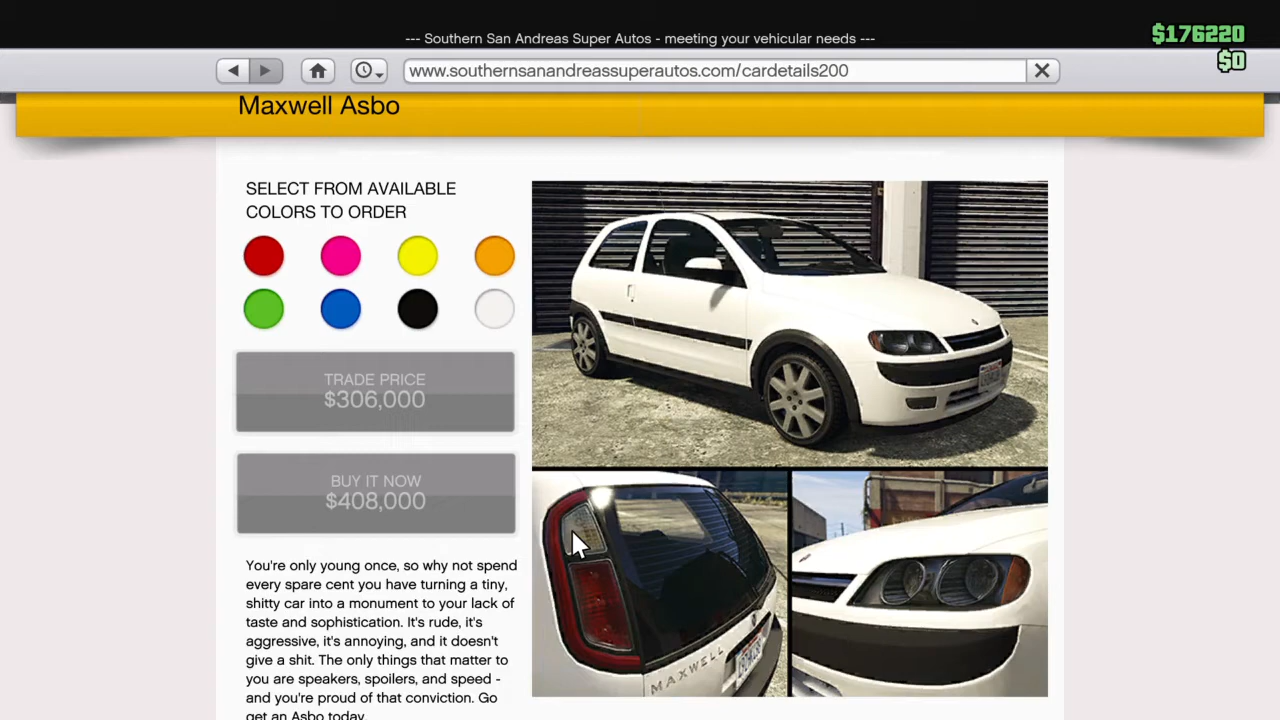 --- Southern San Andreas Super Autos - meeting your vehicular needs ---
$176220
$0
www.southernsanandreassuperautos.com/cardetails200
Maxwell Asbo
SELECT FROM AVAILABLE
COLORS TO ORDER
TRADE PRICE
$306,000
BUY IT NOW
$408,000
You're only young once, so why not spend
every spare cent you have turning a tiny,
shitty car into a monument to your lack of
taste and sophistication. It's rude, it's
aggressive, it's annoying, and it doesn't
give a shit. The only things that matter to
you are speakers, spoilers, and speed -
and you're proud of that conviction. Go
get an Asbo today.
MAXWELL